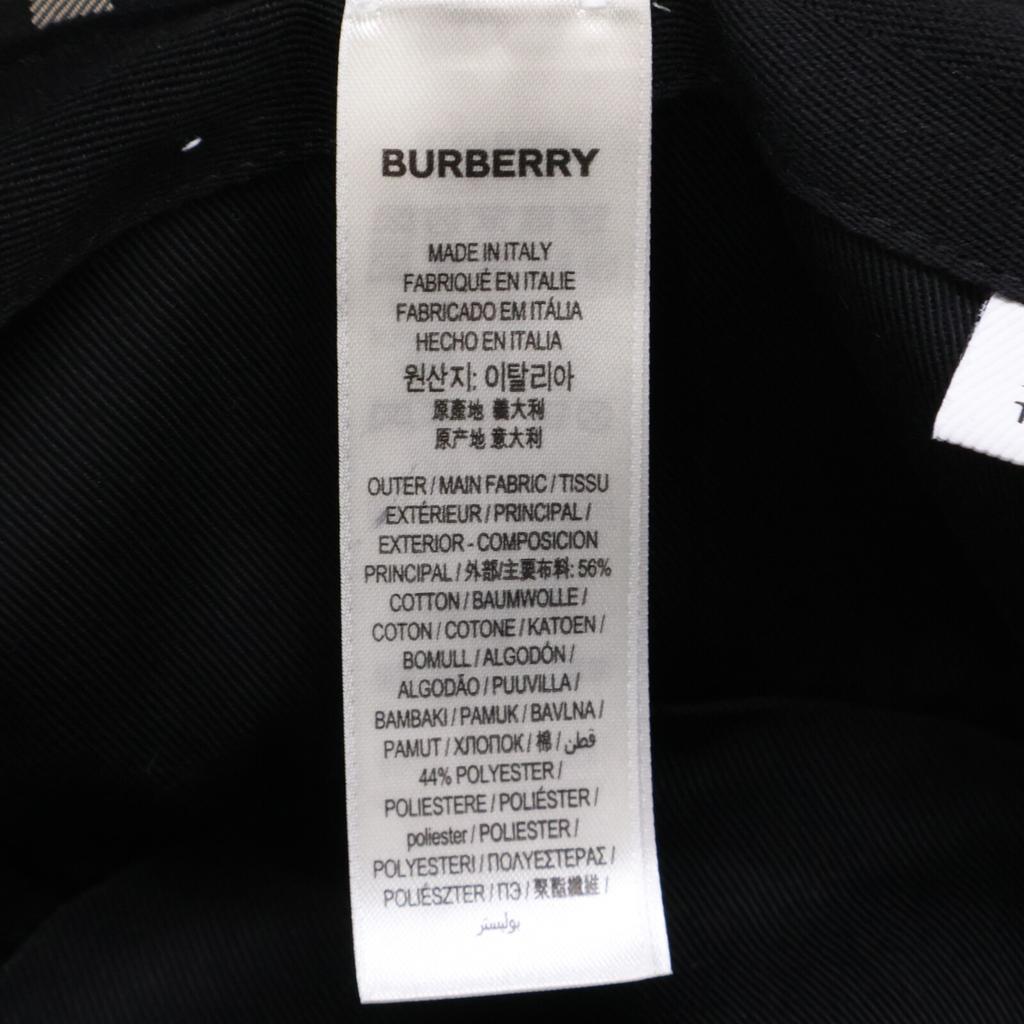 BURBERRY
MADE IN ITALY
FABRIQUÉ EN ITALIE
FABRICADO EM ITÁLIA
HECHO EN ITALIA
원산지: 이탈리아
原產地 義大利
原产地 意大利
OUTER / MAIN FABRIC / TISSU
EXTÉRIEUR / PRINCIPAL /
EXTERIOR - COMPOSICION
PRINCIPAL / 外部/主要布料: 56%
COTTON / BAUMWOLLE /
COTON / COTONE / KATOEN /
BOMULL / ALGODÓN /
ALGODÃO / PUUVILLA /
BAMBAKI / PAMUK / BAVLNA /
PAMUT / ХЛОПОК / 棉 / قطن
44% POLYESTER /
POLIESTERE / POLIÉSTER /
poliester / POLIESTER /
POLYESTERI / ΠΟΛΥΕΣΤΕΡΑΣ /
POLIÉSZTER / ПЭ / 聚酯纖維 /
بوليستر